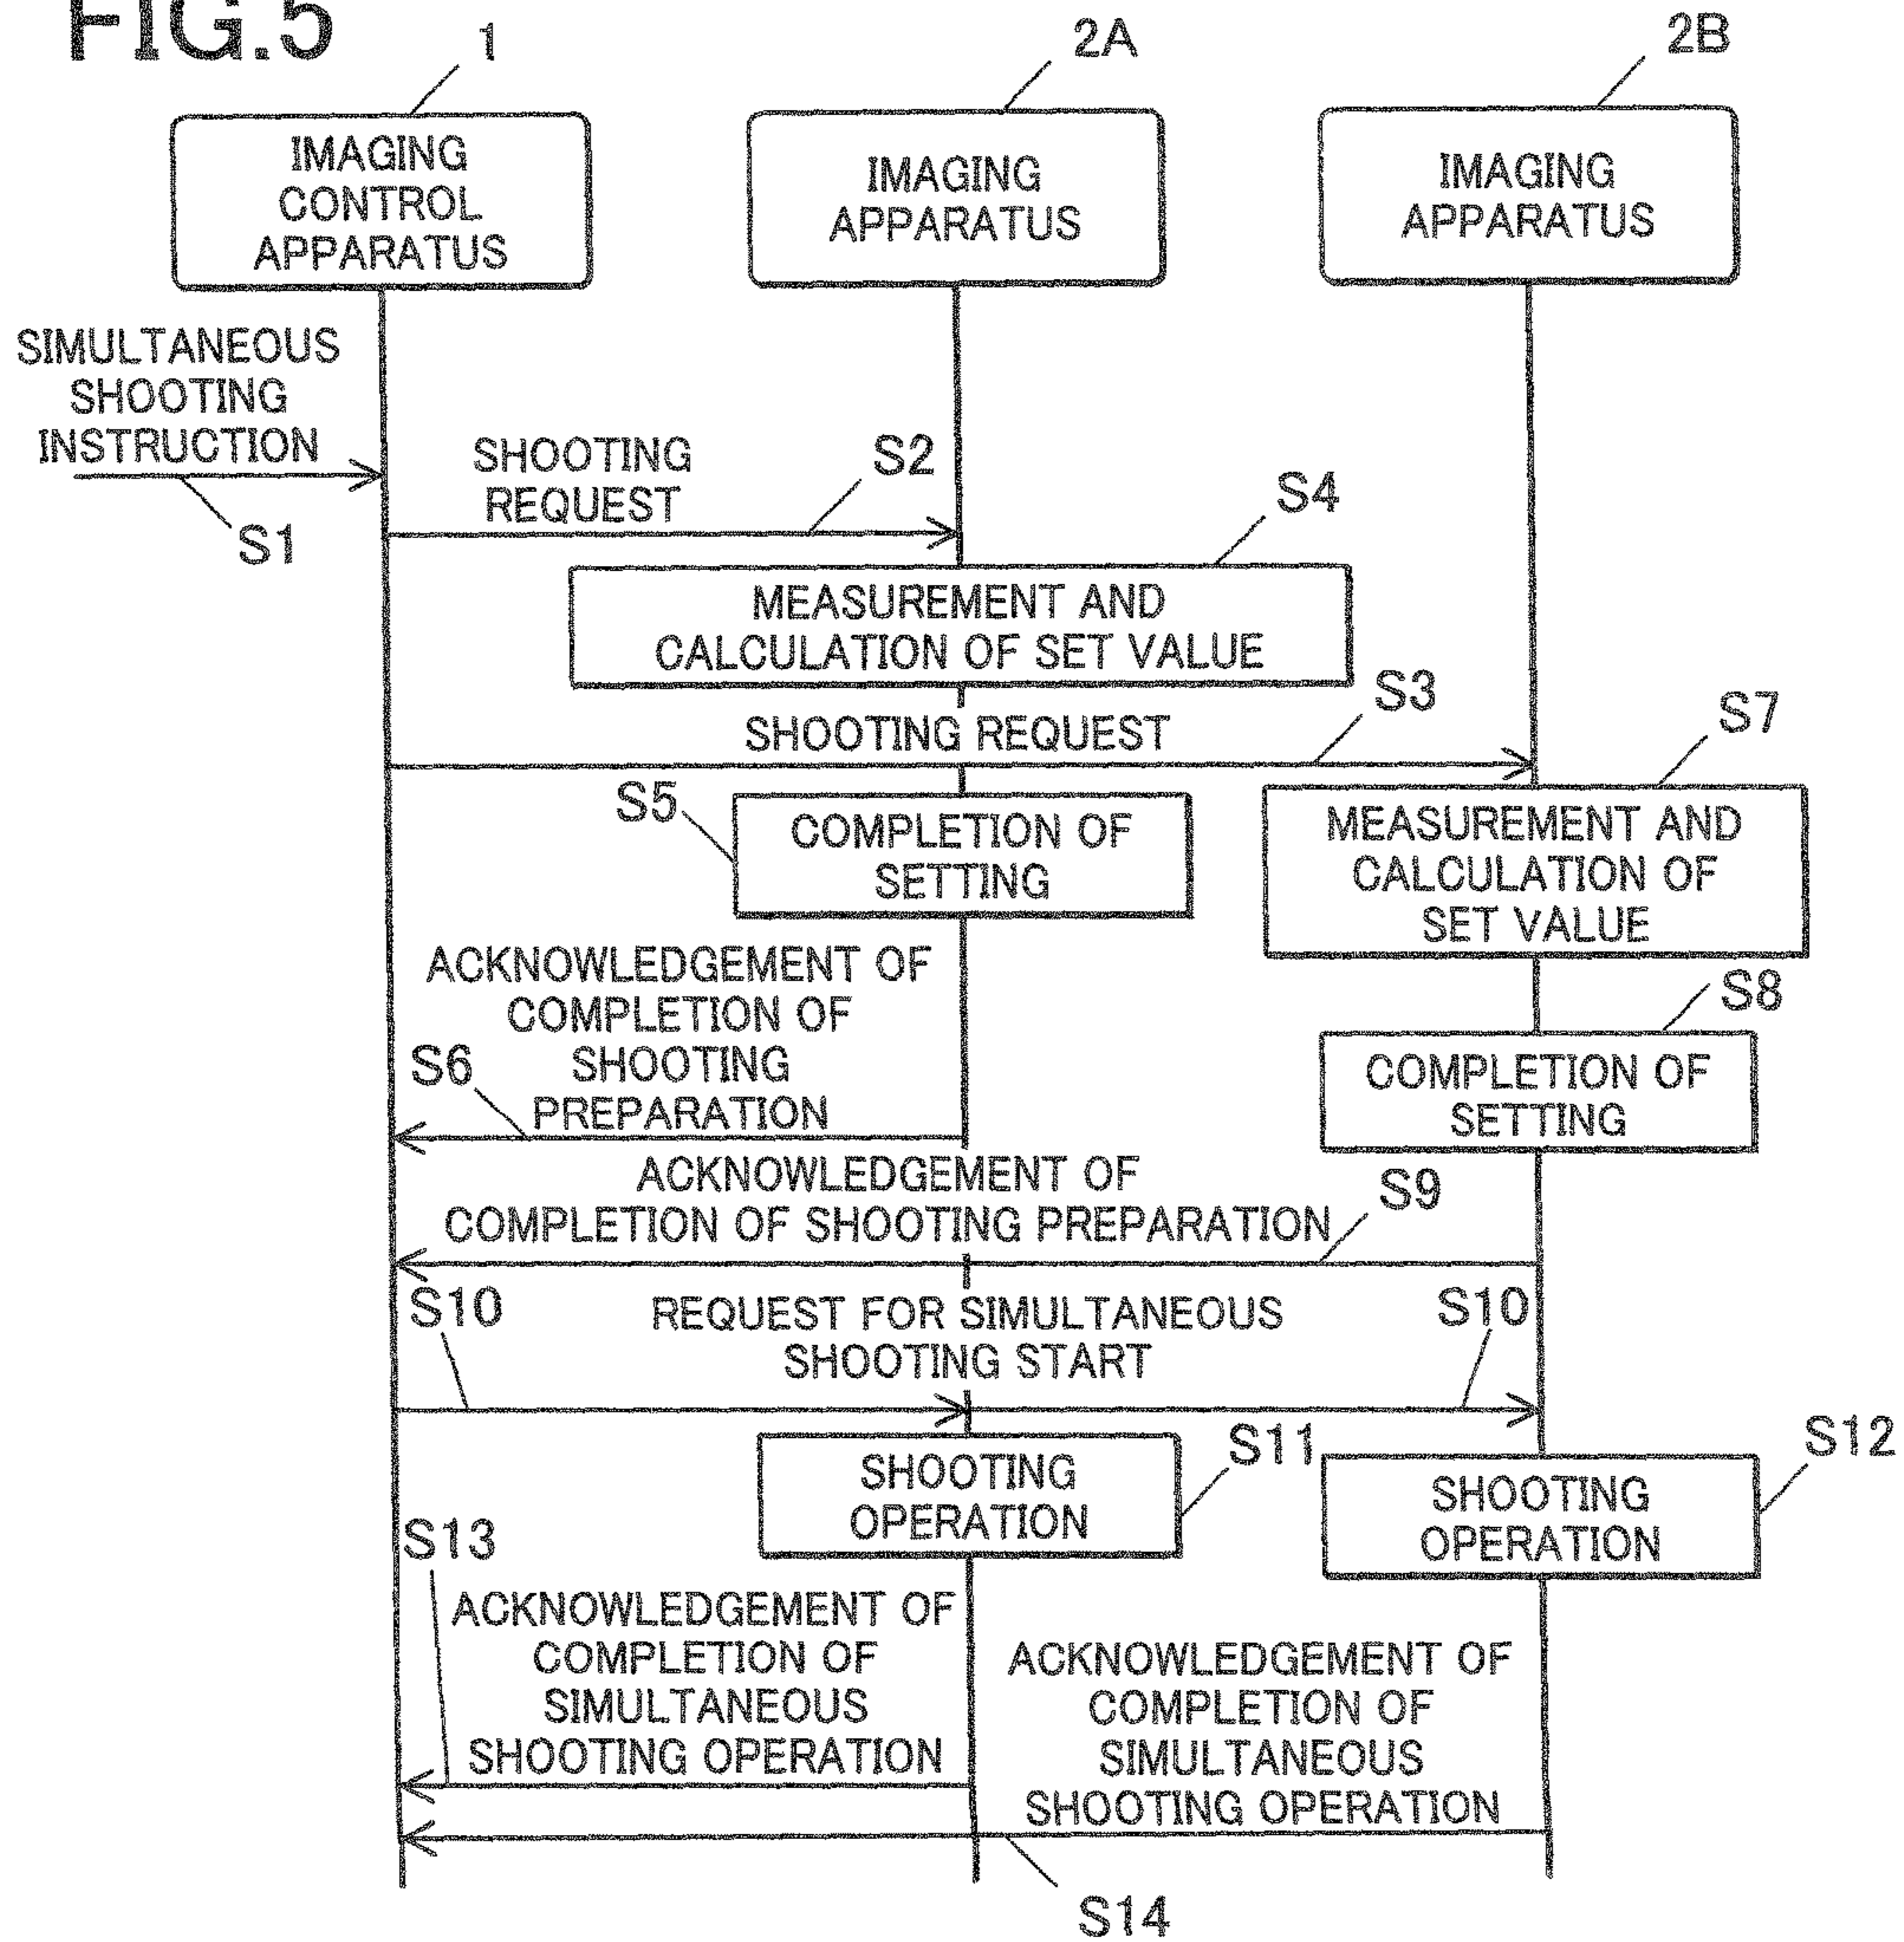 FIG.5
1
2A
2B
IMAGING
CONTROL
APPARATUS
IMAGING
APPARATUS
IMAGING
APPARATUS
SIMULTANEOUS
SHOOTING
INSTRUCTION
S1
SHOOTING
REQUEST
S2
S4
MEASUREMENT AND
CALCULATION OF SET VALUE
SHOOTING REQUEST
S3
S7
S5
COMPLETION OF
SETTING
MEASUREMENT AND
CALCULATION OF
SET VALUE
ACKNOWLEDGEMENT OF
COMPLETION OF
SHOOTING
PREPARATION
S6
S8
COMPLETION OF
SETTING
ACKNOWLEDGEMENT OF
COMPLETION OF SHOOTING PREPARATION
S9
S10
REQUEST FOR SIMULTANEOUS
SHOOTING START
S10
SHOOTING
OPERATION
S11
SHOOTING
OPERATION
S12
S13
ACKNOWLEDGEMENT OF
COMPLETION OF
SIMULTANEOUS
SHOOTING OPERATION
ACKNOWLEDGEMENT OF
COMPLETION OF
SIMULTANEOUS
SHOOTING OPERATION
S14